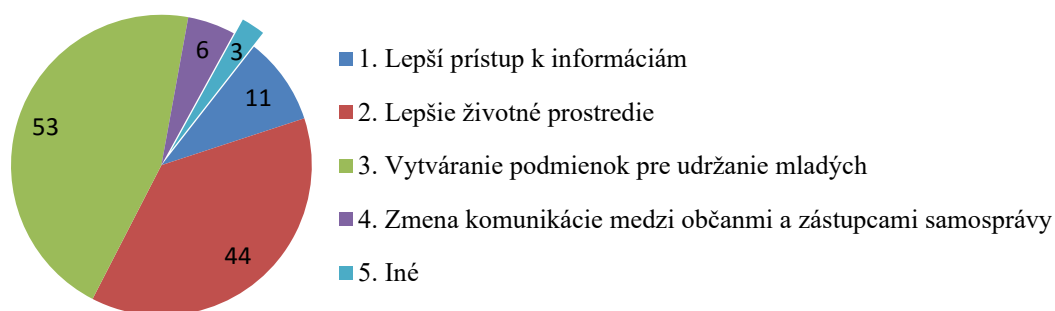 6
3
11
53
44
1. Lepší prístup k informáciám
2. Lepšie životné prostredie
3. Vytváranie podmienok pre udržanie mladých
4. Zmena komunikácie medzi občanmi a zástupcami samosprávy
5. Iné